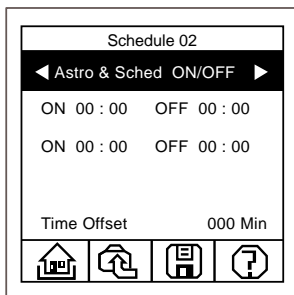 Schedule 02
Astro & Sched ON/OFF
ON 00 : 00 OFF 00 : 00
ON 00 : 00 OFF 00 : 00
Time Offset 000 Min
?